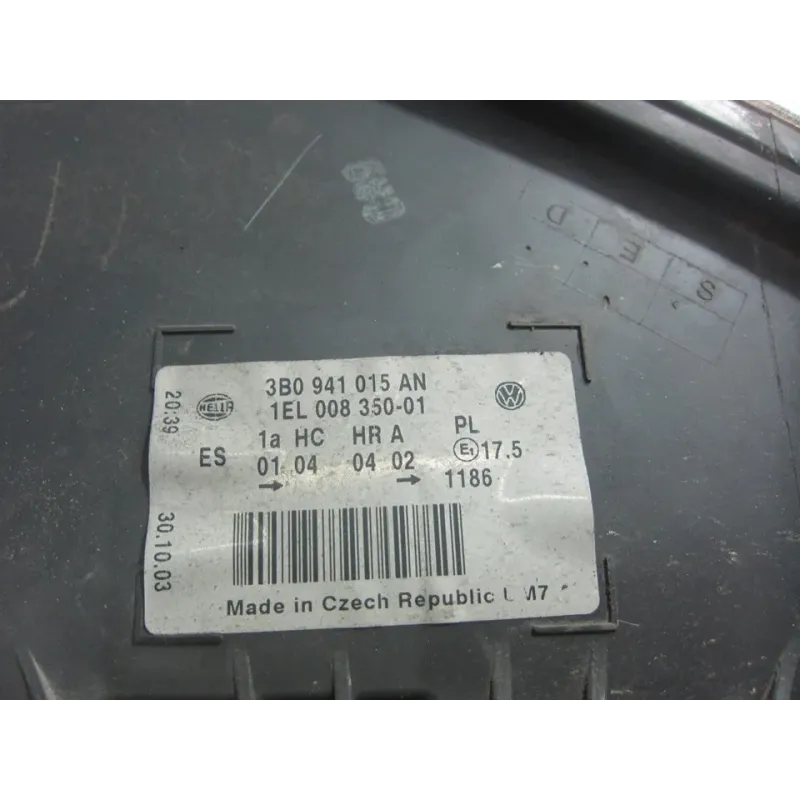 S E D
3B0 941 015 AN
HELLA
1EL 008 350-01
1a HC HR A PL
ES
01 04 04 02 E1 17.5
→ → 1186
20:39
30.10.03
Made in Czech Republic